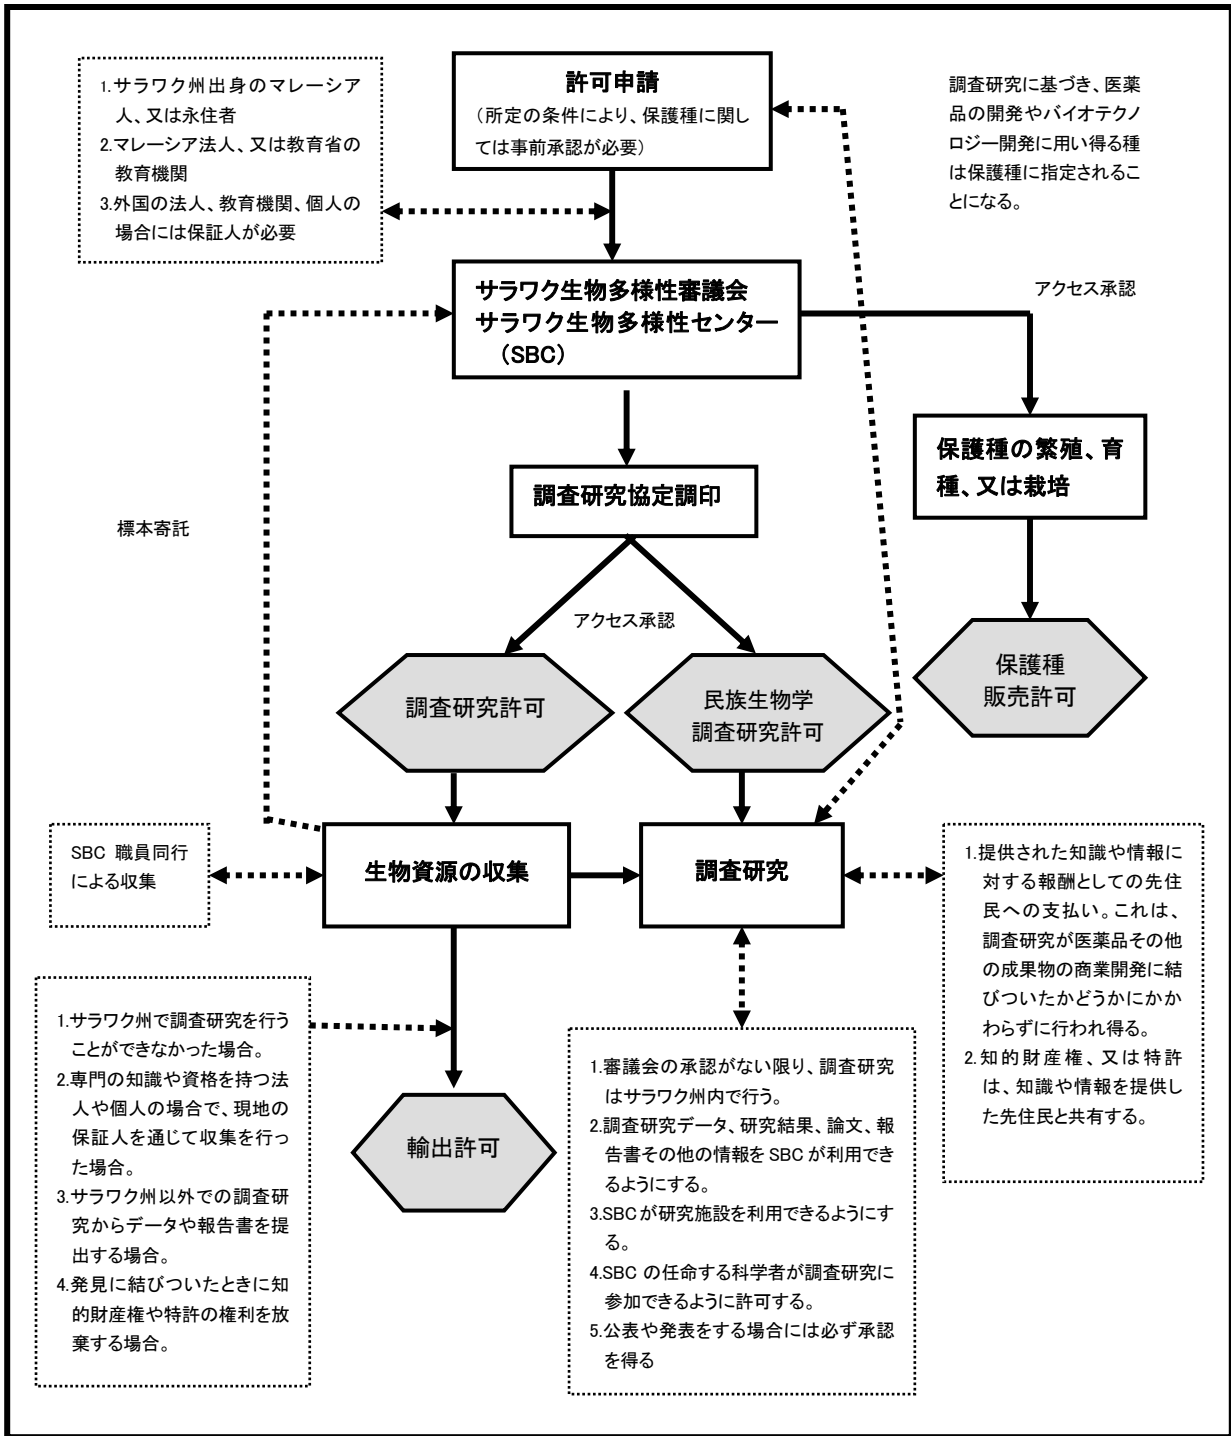 1.サラワク州出身のマレーシア
人、又は永住者
2.マレーシア法人、又は教育省の
教育機関
3.外国の法人、教育機関、個人の
場合には保証人が必要
許可申請
（所定の条件により、保護種に関し
ては事前承認が必要）
調査研究に基づき、医薬
品の開発やバイオテクノ
ロジー開発に用い得る種
は保護種に指定されるこ
とになる。
サラワク生物多様性審議会
サラワク生物多様性センター
（SBC）
アクセス承認
保護種の繁殖、育
種、又は栽培
調査研究協定調印
標本寄託
アクセス承認
調査研究許可
民族生物学
調査研究許可
保護種
販売許可
SBC 職員同行
による収集
生物資源の収集
調査研究
1.提供された知識や情報に
対する報酬としての先住
民への支払い。これは、
調査研究が医薬品その他
の成果物の商業開発に結
びついたかどうかにかか
わらずに行われ得る。
2.知的財産権、又は特許
は、知識や情報を提供し
た先住民と共有する。
1.サラワク州で調査研究を行う
ことができなかった場合。
2.専門の知識や資格を持つ法
人や個人の場合で、現地の
保証人を通じて収集を行っ
た場合。
3.サラワク州以外での調査研
究からデータや報告書を提
出する場合。
4.発見に結びついたときに知
的財産権や特許の権利を放
棄する場合。
輸出許可
1.審議会の承認がない限り、調査研究
はサラワク州内で行う。
2.調査研究データ、研究結果、論文、報
告書その他の情報を SBC が利用でき
るようにする。
3.SBC が研究施設を利用できるようにす
る。
4.SBC の任命する科学者が調査研究に
参加できるように許可する。
5.公表や発表をする場合には必ず承認
を得る